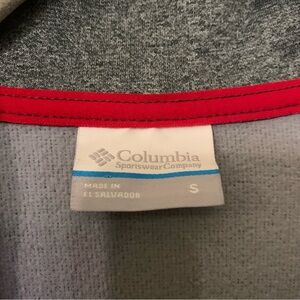 Columbia
Sportswear Company
MADE IN
EL SALVADOR
S